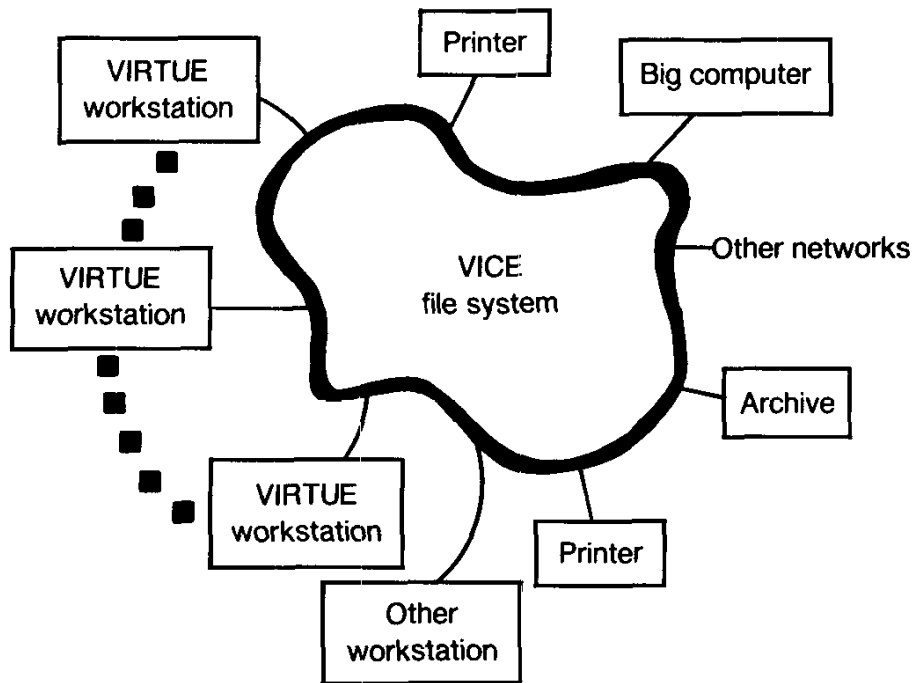 Printer
VIRTUE
workstation
Big computer
VIRTUE
workstation
VICE
file system
Other networks
Archive
VIRTUE
workstation
Printer
Other
workstation